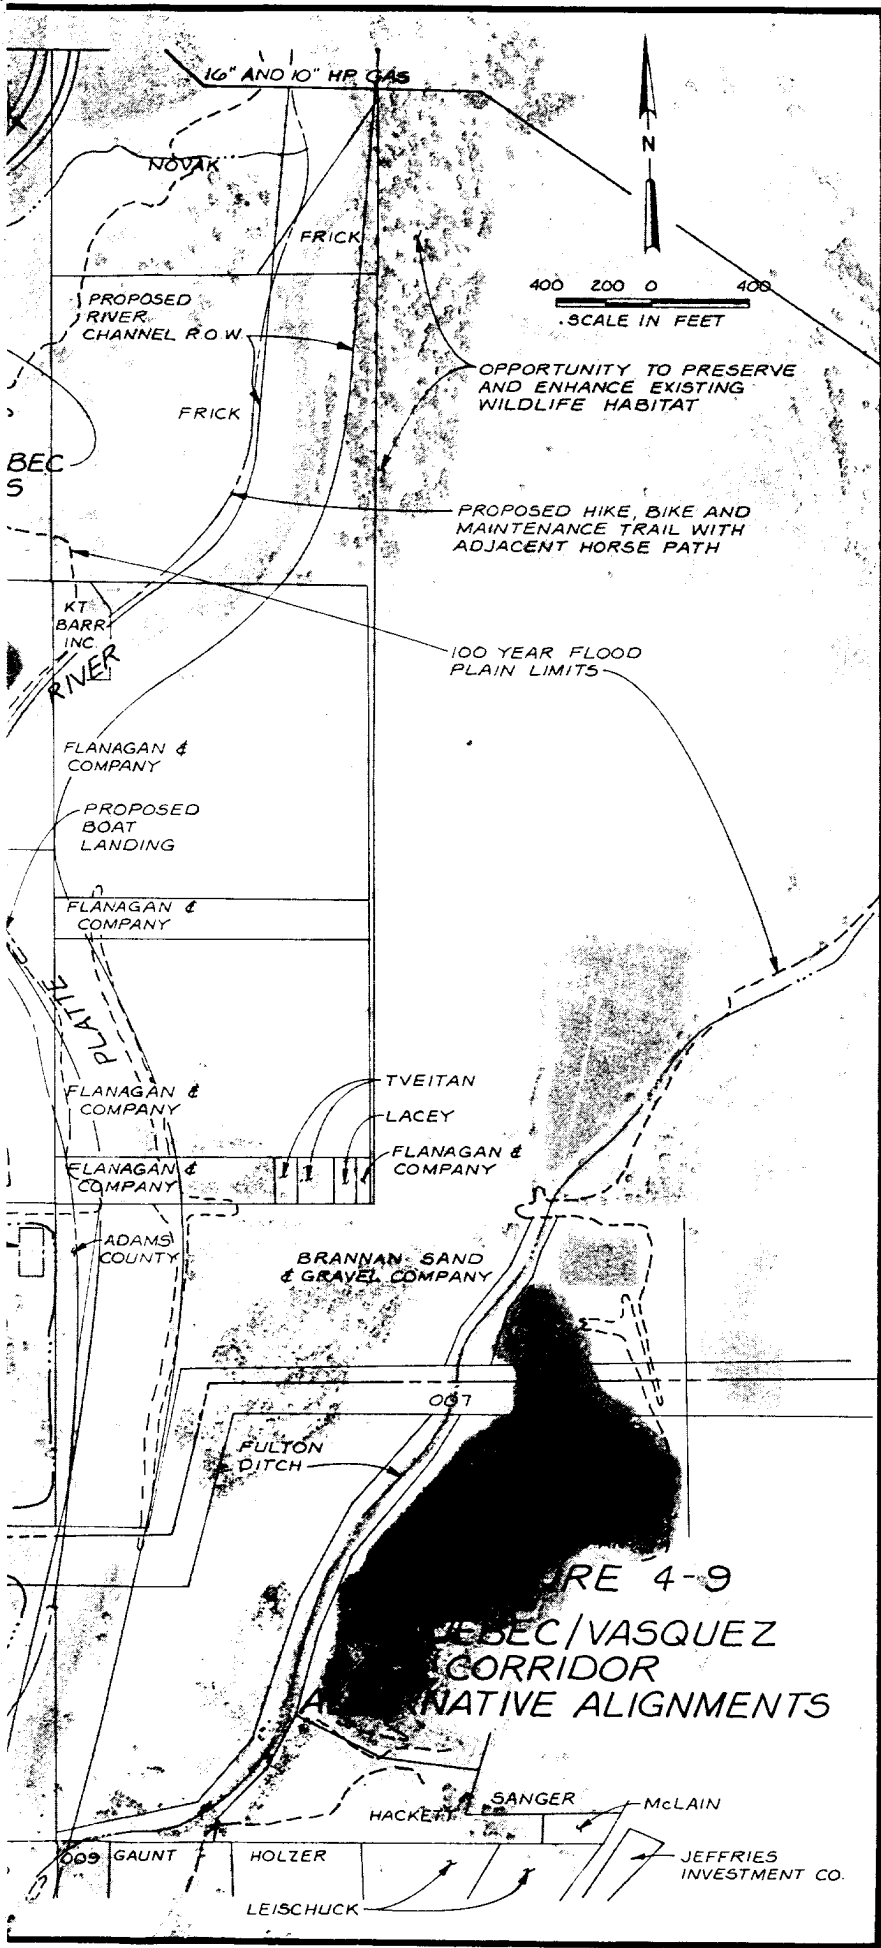 16" AND 10" HP GAS
NOVAK
N
FRICK
400 200 0 400
SCALE IN FEET
PROPOSED
RIVER
CHANNEL R.O.W.
OPPORTUNITY TO PRESERVE
AND ENHANCE EXISTING
WILDLIFE HABITAT
FRICK
BEC
S
PROPOSED HIKE, BIKE AND
MAINTENANCE TRAIL WITH
ADJACENT HORSE PATH
KT
BARR
INC.
RIVER
100 YEAR FLOOD
PLAIN LIMITS
FLANAGAN &
COMPANY
PROPOSED
BOAT
LANDING
FLANAGAN &
COMPANY
PLATTE
TVEITAN
FLANAGAN &
COMPANY
LACEY
FLANAGAN &
COMPANY
FLANAGAN &
COMPANY
ADAMS
COUNTY
BRANNAN SAND
& GRAVEL COMPANY
007
FULTON
DITCH
URE 4-9
UEBEC/VASQUEZ
CORRIDOR
A NATIVE ALIGNMENTS
SANGER
HACKETT
McLAIN
009 GAUNT
HOLZER
JEFFRIES
INVESTMENT CO.
LEISCHUCK